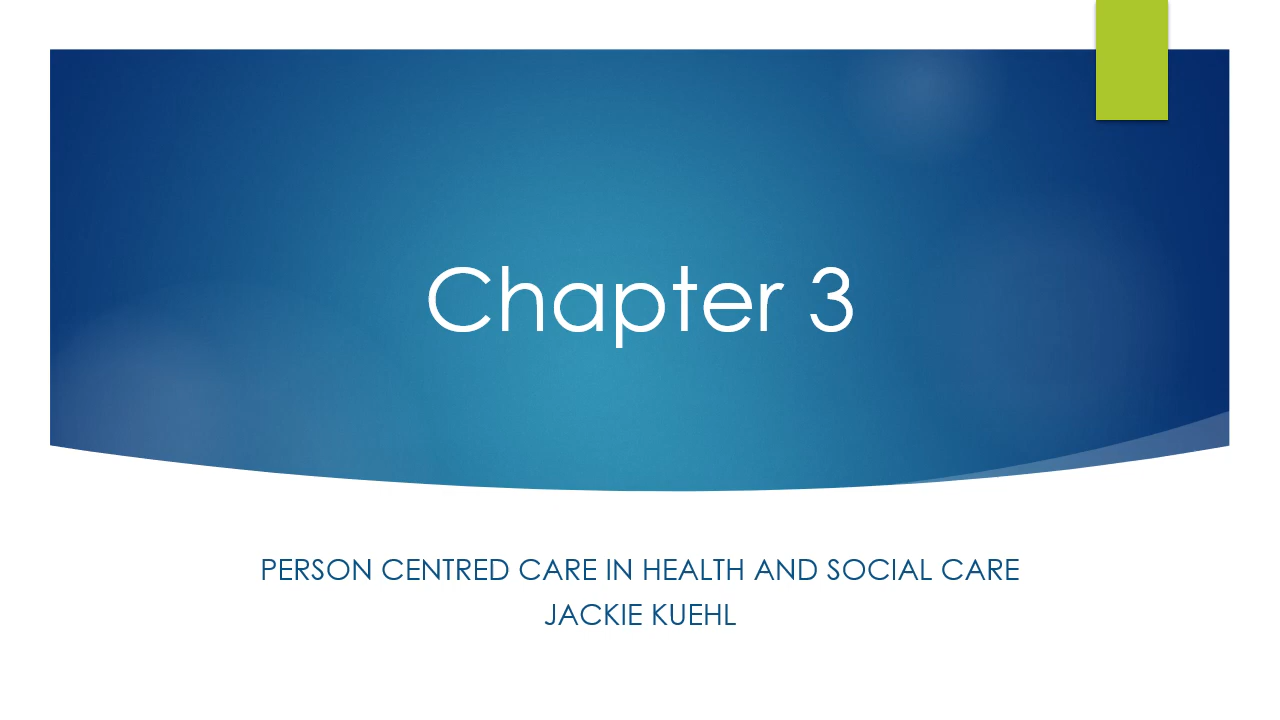 Chapter 3
PERSON CENTRED CARE IN HEALTH AND SOCIAL CARE
JACKIE KUEHL